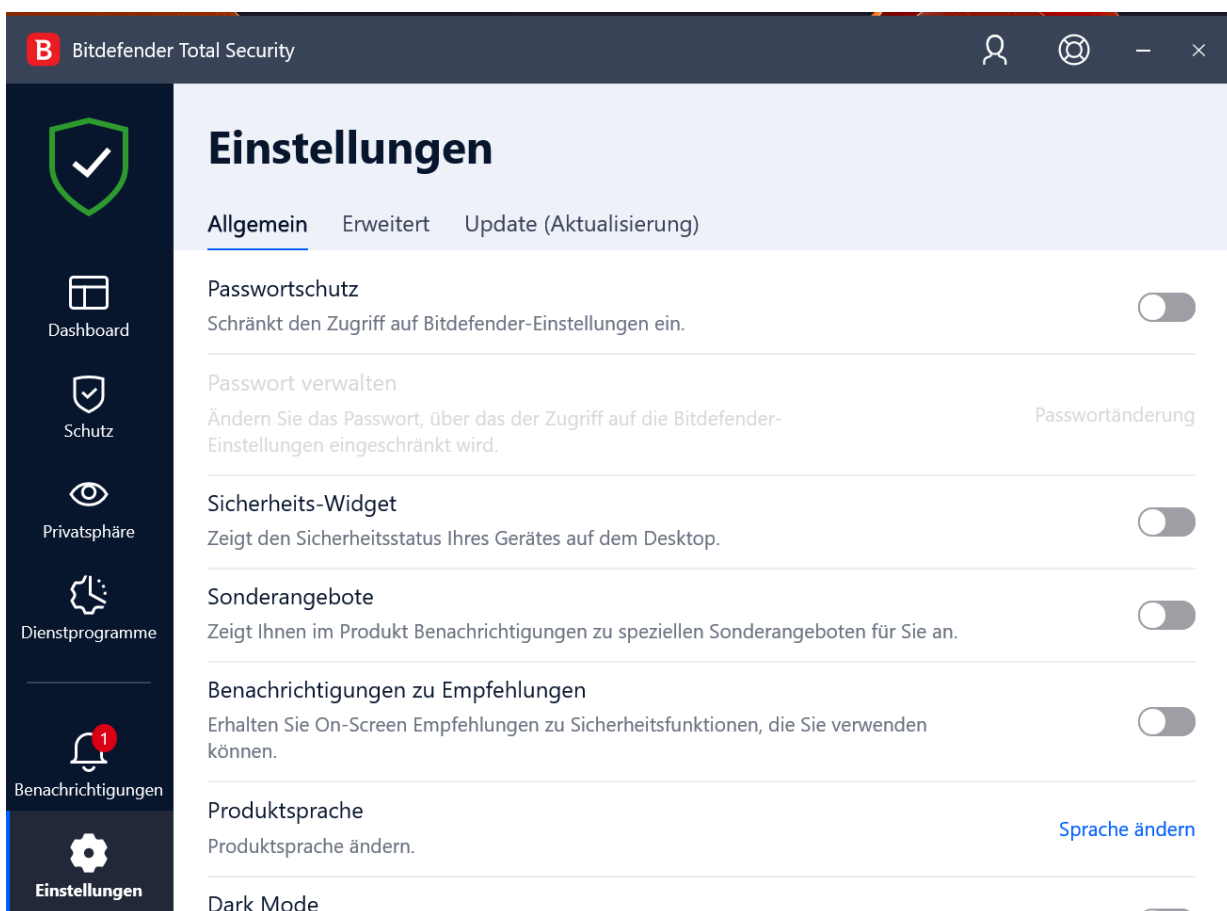 B Bitdefender Total Security
Einstellungen
Allgemein Erweitert Update (Aktualisierung)
Dashboard
Schutz
Privatsphäre
Dienstprogramme
1
Benachrichtigungen
Einstellungen
Passwortschutz
Schränkt den Zugriff auf Bitdefender-Einstellungen ein.
Passwort verwalten
Ändern Sie das Passwort, über das der Zugriff auf die Bitdefender-
Einstellungen eingeschränkt wird.
Passwortänderung
Sicherheits-Widget
Zeigt den Sicherheitsstatus Ihres Gerätes auf dem Desktop.
Sonderangebote
Zeigt Ihnen im Produkt Benachrichtigungen zu speziellen Sonderangeboten für Sie an.
Benachrichtigungen zu Empfehlungen
Erhalten Sie On-Screen Empfehlungen zu Sicherheitsfunktionen, die Sie verwenden
können.
Produktsprache
Produktsprache ändern.
Sprache ändern
Dark Mode